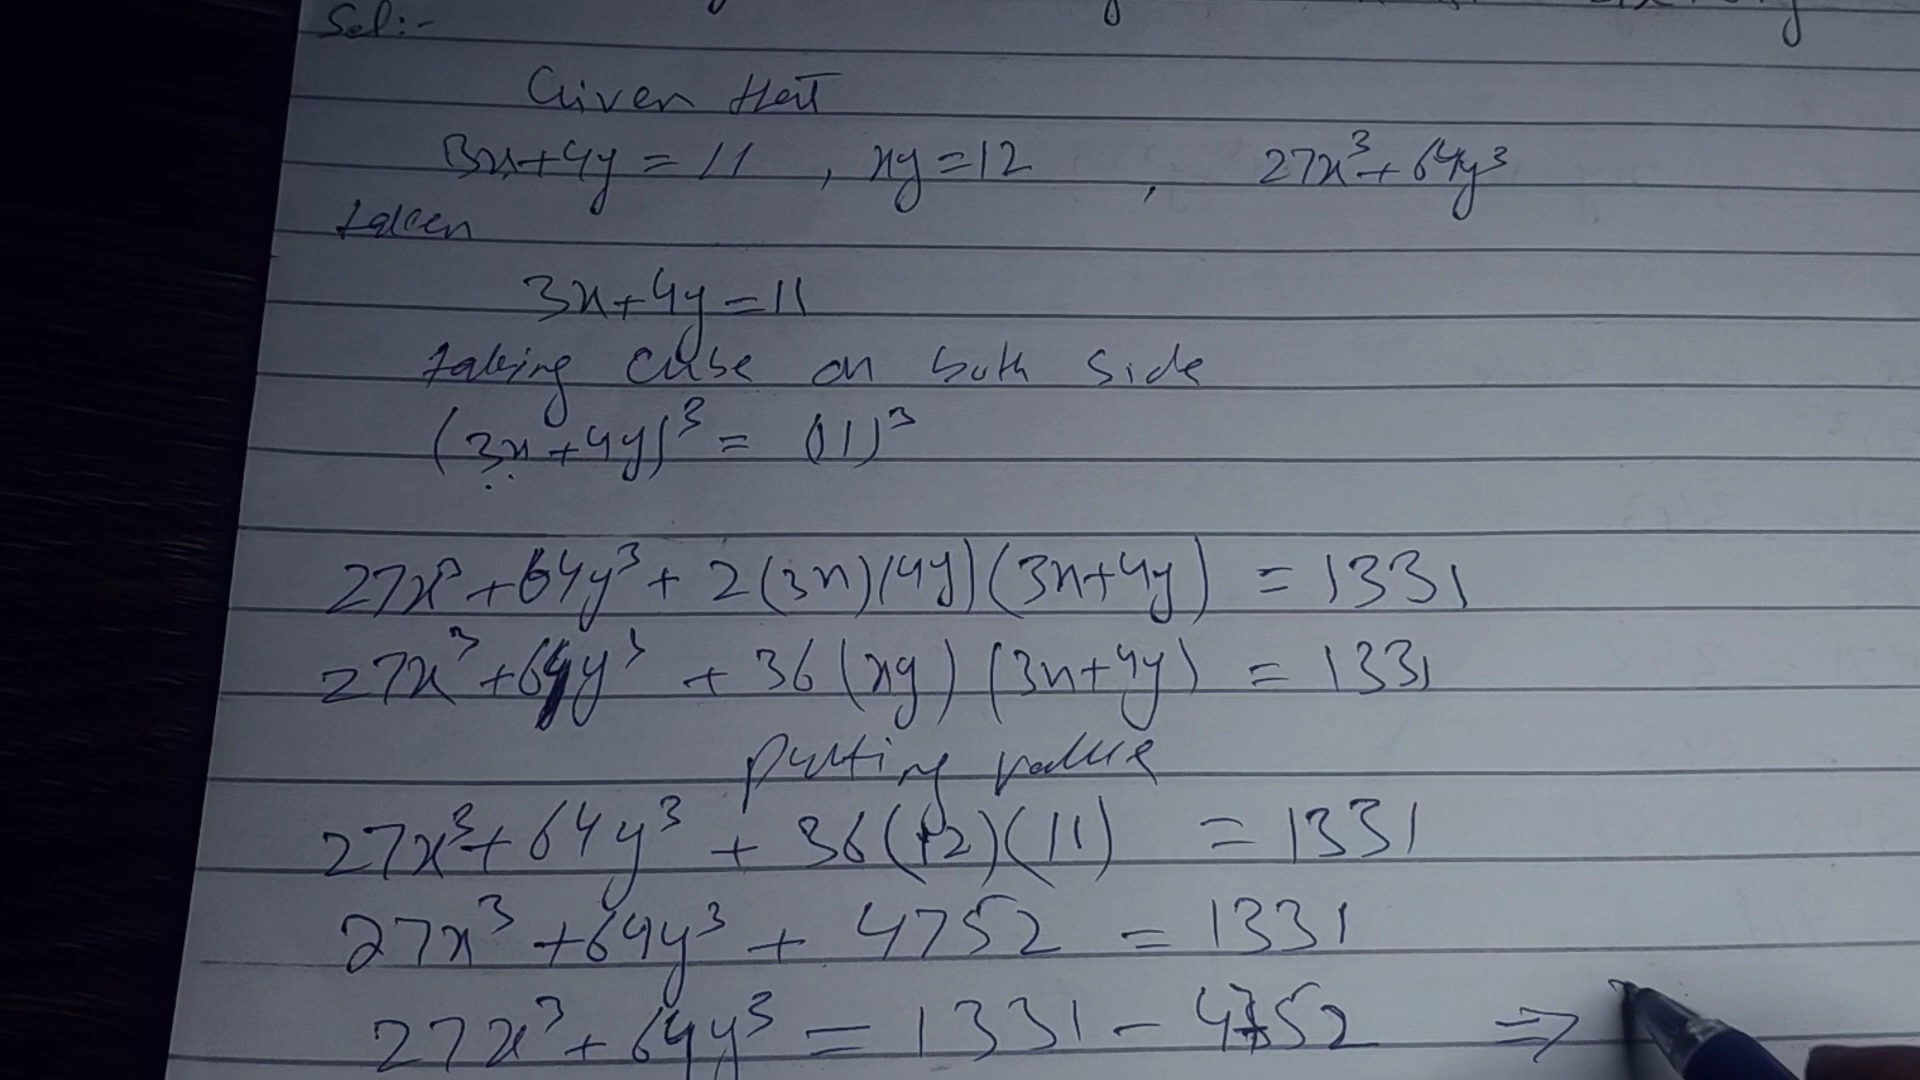 Sol:-
Given that
3x+4y=11 , xy=12 , 27x³+64y³
taken
3x+4y=11
taking cube on both side
(3x+4y)³ = (11)³
27x³+64y³+2(3x)(4y)(3x+4y) = 1331
27x³+64y³ + 36(xy)(3x+4y) = 1331
putting value
27x³+64y³ + 36(12)(11) = 1331
27x³+64y³ + 4752 = 1331
27x³+64y³ = 1331 - 4752 ⇒